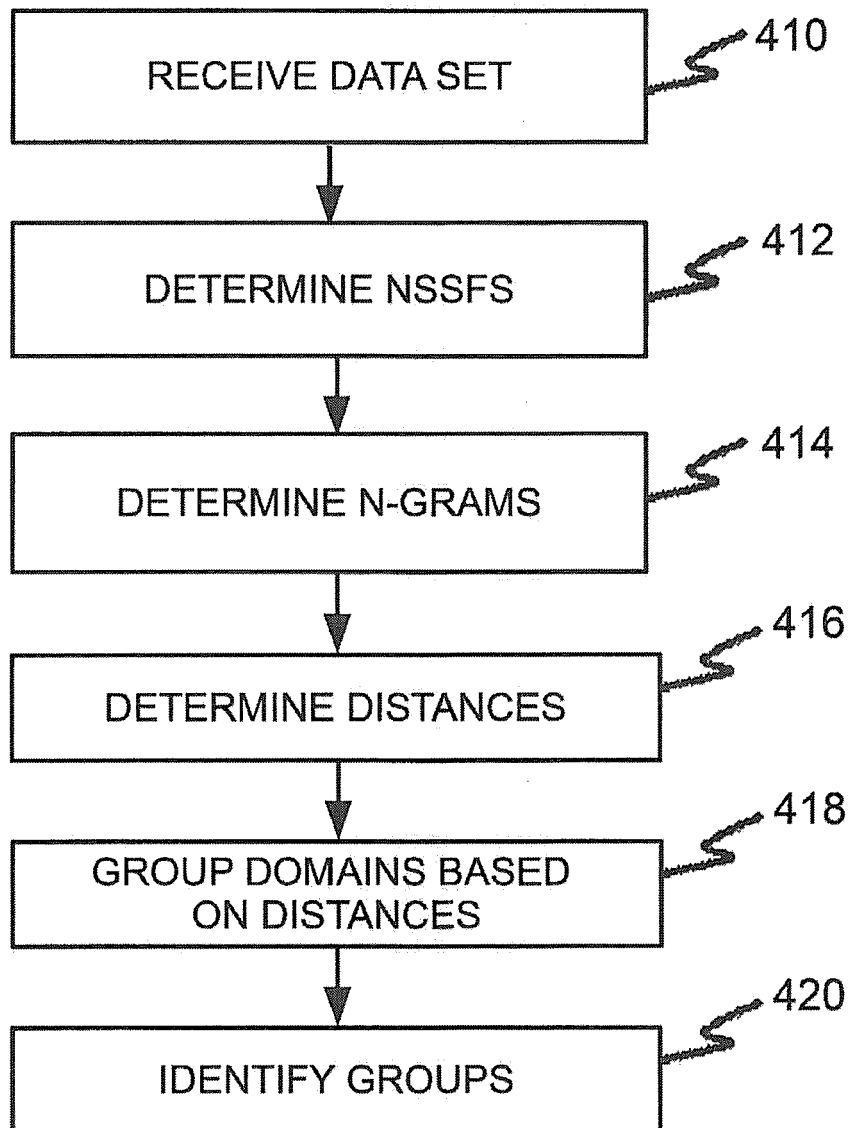 RECEIVE DATA SET
410
DETERMINE NSSFS
412
DETERMINE N-GRAMS
414
DETERMINE DISTANCES
416
GROUP DOMAINS BASED
ON DISTANCES
418
IDENTIFY GROUPS
420